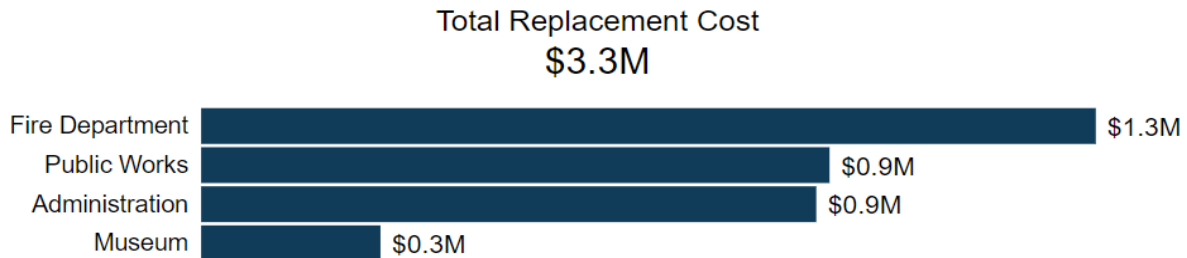 Total Replacement Cost
$3.3M
Fire Department $1.3M
Public Works $0.9M
Administration $0.9M
Museum $0.3M